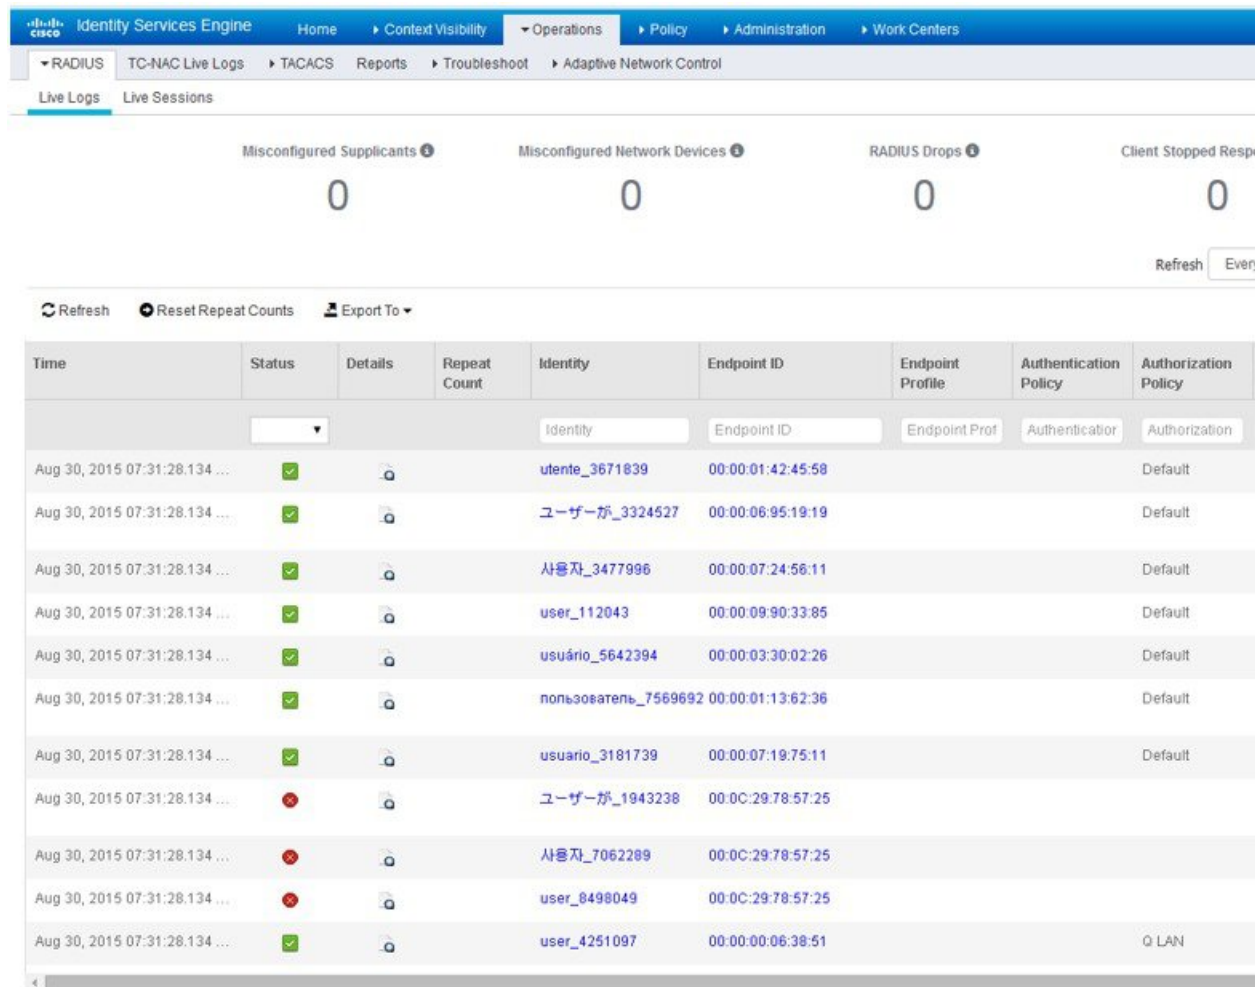 cisco Identity Services Engine Home Context Visibility Operations Policy Administration Work Centers
RADIUS TC-NAC Live Logs TACACS Reports Troubleshoot Adaptive Network Control
Live Logs Live Sessions
Misconfigured Supplicants Misconfigured Network Devices RADIUS Drops Client Stopped Resp
0 0 0 0
Refresh Every
Refresh Reset Repeat Counts Export To
Time Status Details Repeat Count Identity Endpoint ID Endpoint Profile Authentication Policy Authorization Policy
Identity Endpoint ID Endpoint Prof Authentication Authorization
Aug 30, 2015 07:31:28.134 ... utente_3671839 00:00:01:42:45:58 Default
Aug 30, 2015 07:31:28.134 ... ユーザーが_3324527 00:00:06:95:19:19 Default
Aug 30, 2015 07:31:28.134 ... 사용자_3477996 00:00:07:24:56:11 Default
Aug 30, 2015 07:31:28.134 ... user_112043 00:00:09:90:33:85 Default
Aug 30, 2015 07:31:28.134 ... usuário_5642394 00:00:03:30:02:26 Default
Aug 30, 2015 07:31:28.134 ... пользователь_7569692 00:00:01:13:62:36 Default
Aug 30, 2015 07:31:28.134 ... usuario_3181739 00:00:07:19:75:11 Default
Aug 30, 2015 07:31:28.134 ... ユーザーが_1943238 00:0C:29:78:57:25
Aug 30, 2015 07:31:28.134 ... 사용자_7062289 00:0C:29:78:57:25
Aug 30, 2015 07:31:28.134 ... user_8498049 00:0C:29:78:57:25
Aug 30, 2015 07:31:28.134 ... user_4251097 00:00:00:06:38:51 Q LAN